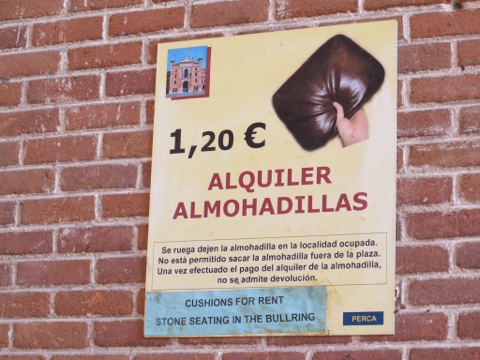 1,20 €
ALQUILER
ALMOHADILLAS
Se ruega dejen la almohadilla en la localidad ocupada.
No está permitido sacar la almohadilla fuera de la plaza.
Una vez efectuado el pago del alquiler de la almohadilla,
no se admite devolución.
CUSHIONS FOR RENT
STONE SEATING IN THE BULLRING
PERCA